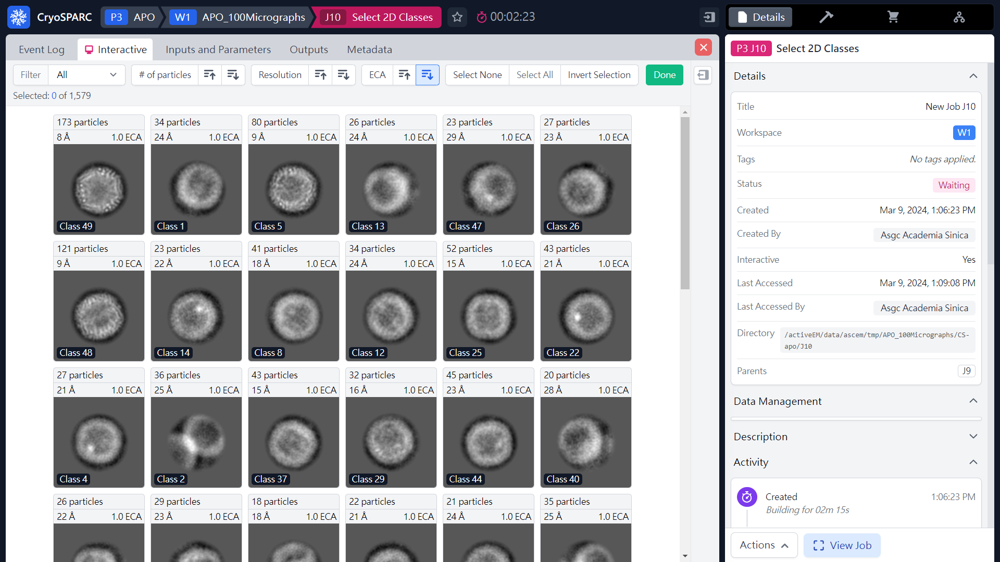 CryoSPARC P3 APO W1 APO_100Micrographs J10 Select 2D Classes 00:02:23 Details
Event Log Interactive Inputs and Parameters Outputs Metadata
Filter All # of particles Resolution ECA Select None Select All Invert Selection Done
Selected: 0 of 1,579
173 particles 34 particles 80 particles 26 particles 23 particles 27 particles
8 Å 1.0 ECA 24 Å 1.0 ECA 9 Å 1.0 ECA 24 Å 1.0 ECA 29 Å 1.0 ECA 23 Å 1.0 ECA
Class 49 Class 1 Class 5 Class 13 Class 47 Class 26
121 particles 23 particles 41 particles 34 particles 52 particles 43 particles
9 Å 1.0 ECA 22 Å 1.0 ECA 18 Å 1.0 ECA 24 Å 1.0 ECA 15 Å 1.0 ECA 21 Å 1.0 ECA
Class 48 Class 14 Class 8 Class 12 Class 25 Class 22
27 particles 36 particles 43 particles 32 particles 45 particles 20 particles
21 Å 1.0 ECA 25 Å 1.0 ECA 15 Å 1.0 ECA 16 Å 1.0 ECA 23 Å 1.0 ECA 28 Å 1.0 ECA
Class 4 Class 2 Class 37 Class 29 Class 44 Class 40
26 particles 29 particles 18 particles 22 particles 21 particles 35 particles
22 Å 1.0 ECA 23 Å 1.0 ECA 18 Å 1.0 ECA 21 Å 1.0 ECA 24 Å 1.0 ECA 25 Å 1.0 ECA
P3 J10 Select 2D Classes
Details
Title New Job J10
Workspace W1
Tags No tags applied.
Status Waiting
Created Mar 9, 2024, 1:06:23 PM
Created By Asgc Academia Sinica
Interactive Yes
Last Accessed Mar 9, 2024, 1:09:08 PM
Last Accessed By Asgc Academia Sinica
Directory /activeEM/data/ascem/tmp/APO_100Micrographs/CS-
apo/J10
Parents J9
Data Management
Description
Activity
Created 1:06:23 PM
Building for 02m 15s
Actions View Job